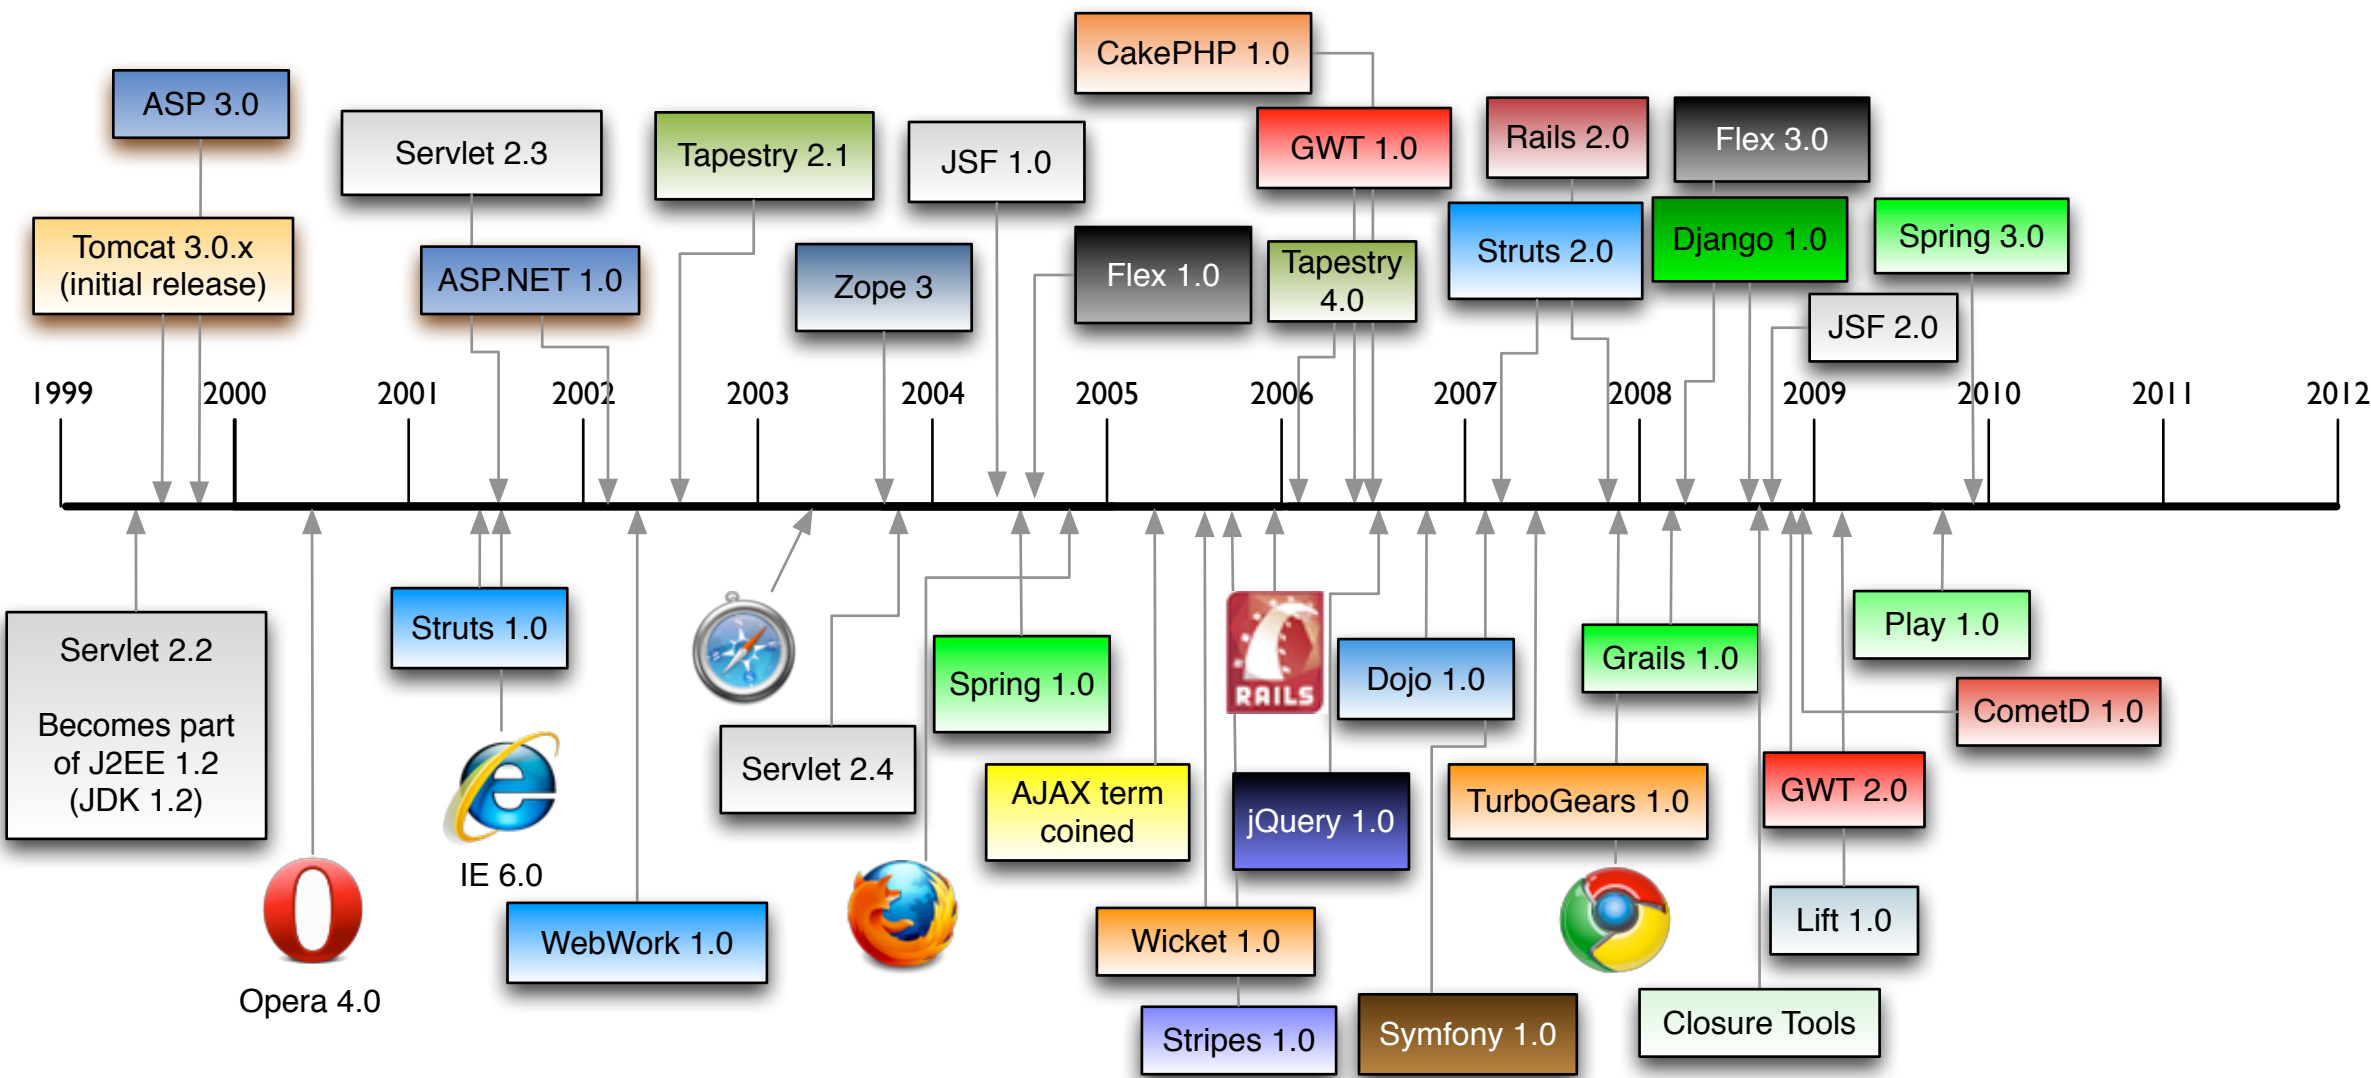 CakePHP 1.0
ASP 3.0
Servlet 2.3
Tapestry 2.1
JSF 1.0
GWT 1.0
Rails 2.0
Flex 3.0
Tomcat 3.0.x
(initial release)
ASP.NET 1.0
Zope 3
Flex 1.0
Tapestry
4.0
Struts 2.0
Django 1.0
Spring 3.0
JSF 2.0
1999
2000
2001
2002
2003
2004
2005
2006
2007
2008
2009
2010
2011
2012
Servlet 2.2
Becomes part
of J2EE 1.2
(JDK 1.2)
Struts 1.0
Spring 1.0
RAILS
Dojo 1.0
Grails 1.0
Play 1.0
CometD 1.0
Servlet 2.4
AJAX term
coined
jQuery 1.0
TurboGears 1.0
GWT 2.0
IE 6.0
Opera 4.0
WebWork 1.0
Wicket 1.0
Lift 1.0
Stripes 1.0
Symfony 1.0
Closure Tools